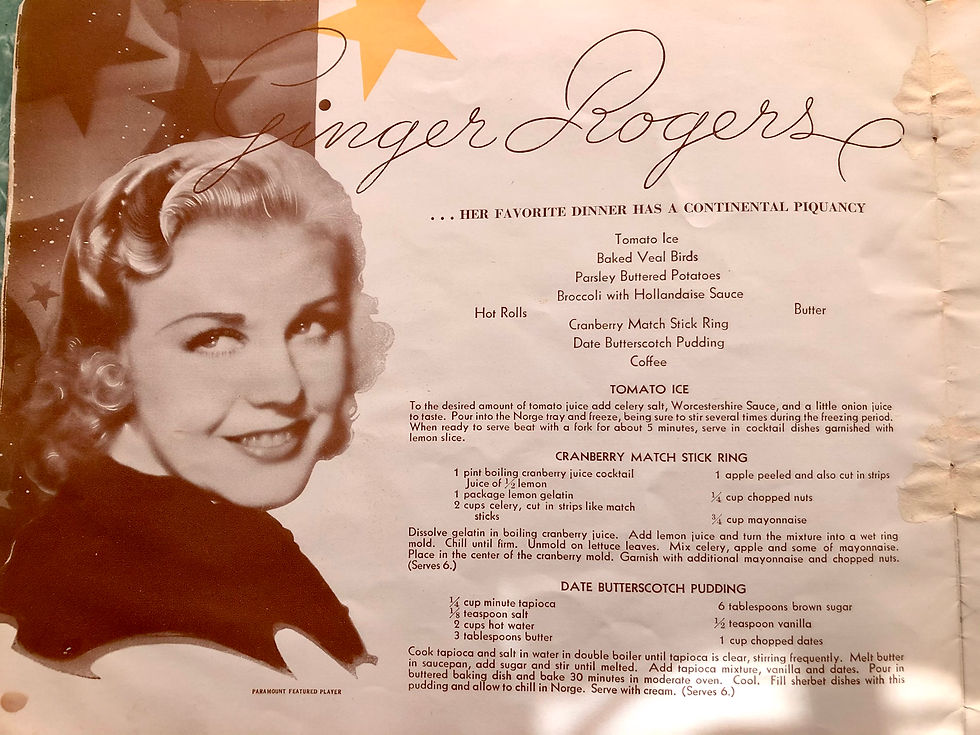 Ginger Rogers
. . . HER FAVORITE DINNER HAS A CONTINENTAL PIQUANCY
Tomato Ice
Baked Veal Birds
Parsley Buttered Potatoes
Broccoli with Hollandaise Sauce
Hot Rolls
Butter
Cranberry Match Stick Ring
Date Butterscotch Pudding
Coffee
TOMATO ICE
To the desired amount of tomato juice add celery salt, Worcestershire Sauce, and a little onion juice
to taste. Pour into the Norge tray and freeze, being sure to stir several times during the freezing period.
When ready to serve beat with a fork for about 5 minutes, serve in cocktail dishes garnished with
lemon slice.
CRANBERRY MATCH STICK RING
1 pint boiling cranberry juice cocktail
Juice of ½ lemon
1 package lemon gelatin
2 cups celery, cut in strips like match
sticks
1 apple peeled and also cut in strips
¼ cup chopped nuts
¾ cup mayonnaise
Dissolve gelatin in boiling cranberry juice. Add lemon juice and turn the mixture into a wet ring
mold. Chill until firm. Unmold on lettuce leaves. Mix celery, apple and some of mayonnaise.
Place in the center of the cranberry mold. Garnish with additional mayonnaise and chopped nuts.
(Serves 6.)
DATE BUTTERSCOTCH PUDDING
¼ cup minute tapioca
⅛ teaspoon salt
2 cups hot water
3 tablespoons butter
6 tablespoons brown sugar
½ teaspoon vanilla
1 cup chopped dates
Cook tapioca and salt in water in double boiler until tapioca is clear, stirring frequently. Melt butter
in saucepan, add sugar and stir until melted. Add tapioca mixture, vanilla and dates. Pour in
buttered baking dish and bake 30 minutes in moderate oven. Cool. Fill sherbet dishes with this
pudding and allow to chill in Norge. Serve with cream. (Serves 6.)
PARAMOUNT FEATURED PLAYER